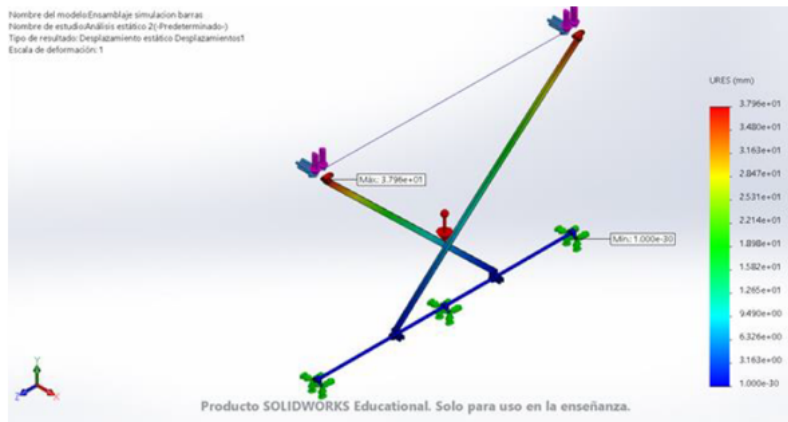 Nombre del modelo:Ensamblaje simulacion barras
Nombre de estudio:Análisis estático 2(-Predeterminado-)
Tipo de resultado: Desplazamiento estático Desplazamientos1
Escala de deformación: 1
URES (mm)
3.796e+01
3.480e+01
3.163e+01
2.847e+01
2.531e+01
2.214e+01
1.898e+01
1.582e+01
1.265e+01
9.490e+00
6.326e+00
3.163e+00
1.000e-30
Máx: 3.796e+01
Mín: 1.000e-30
Y
Z
X
Producto SOLIDWORKS Educational. Solo para uso en la enseñanza.